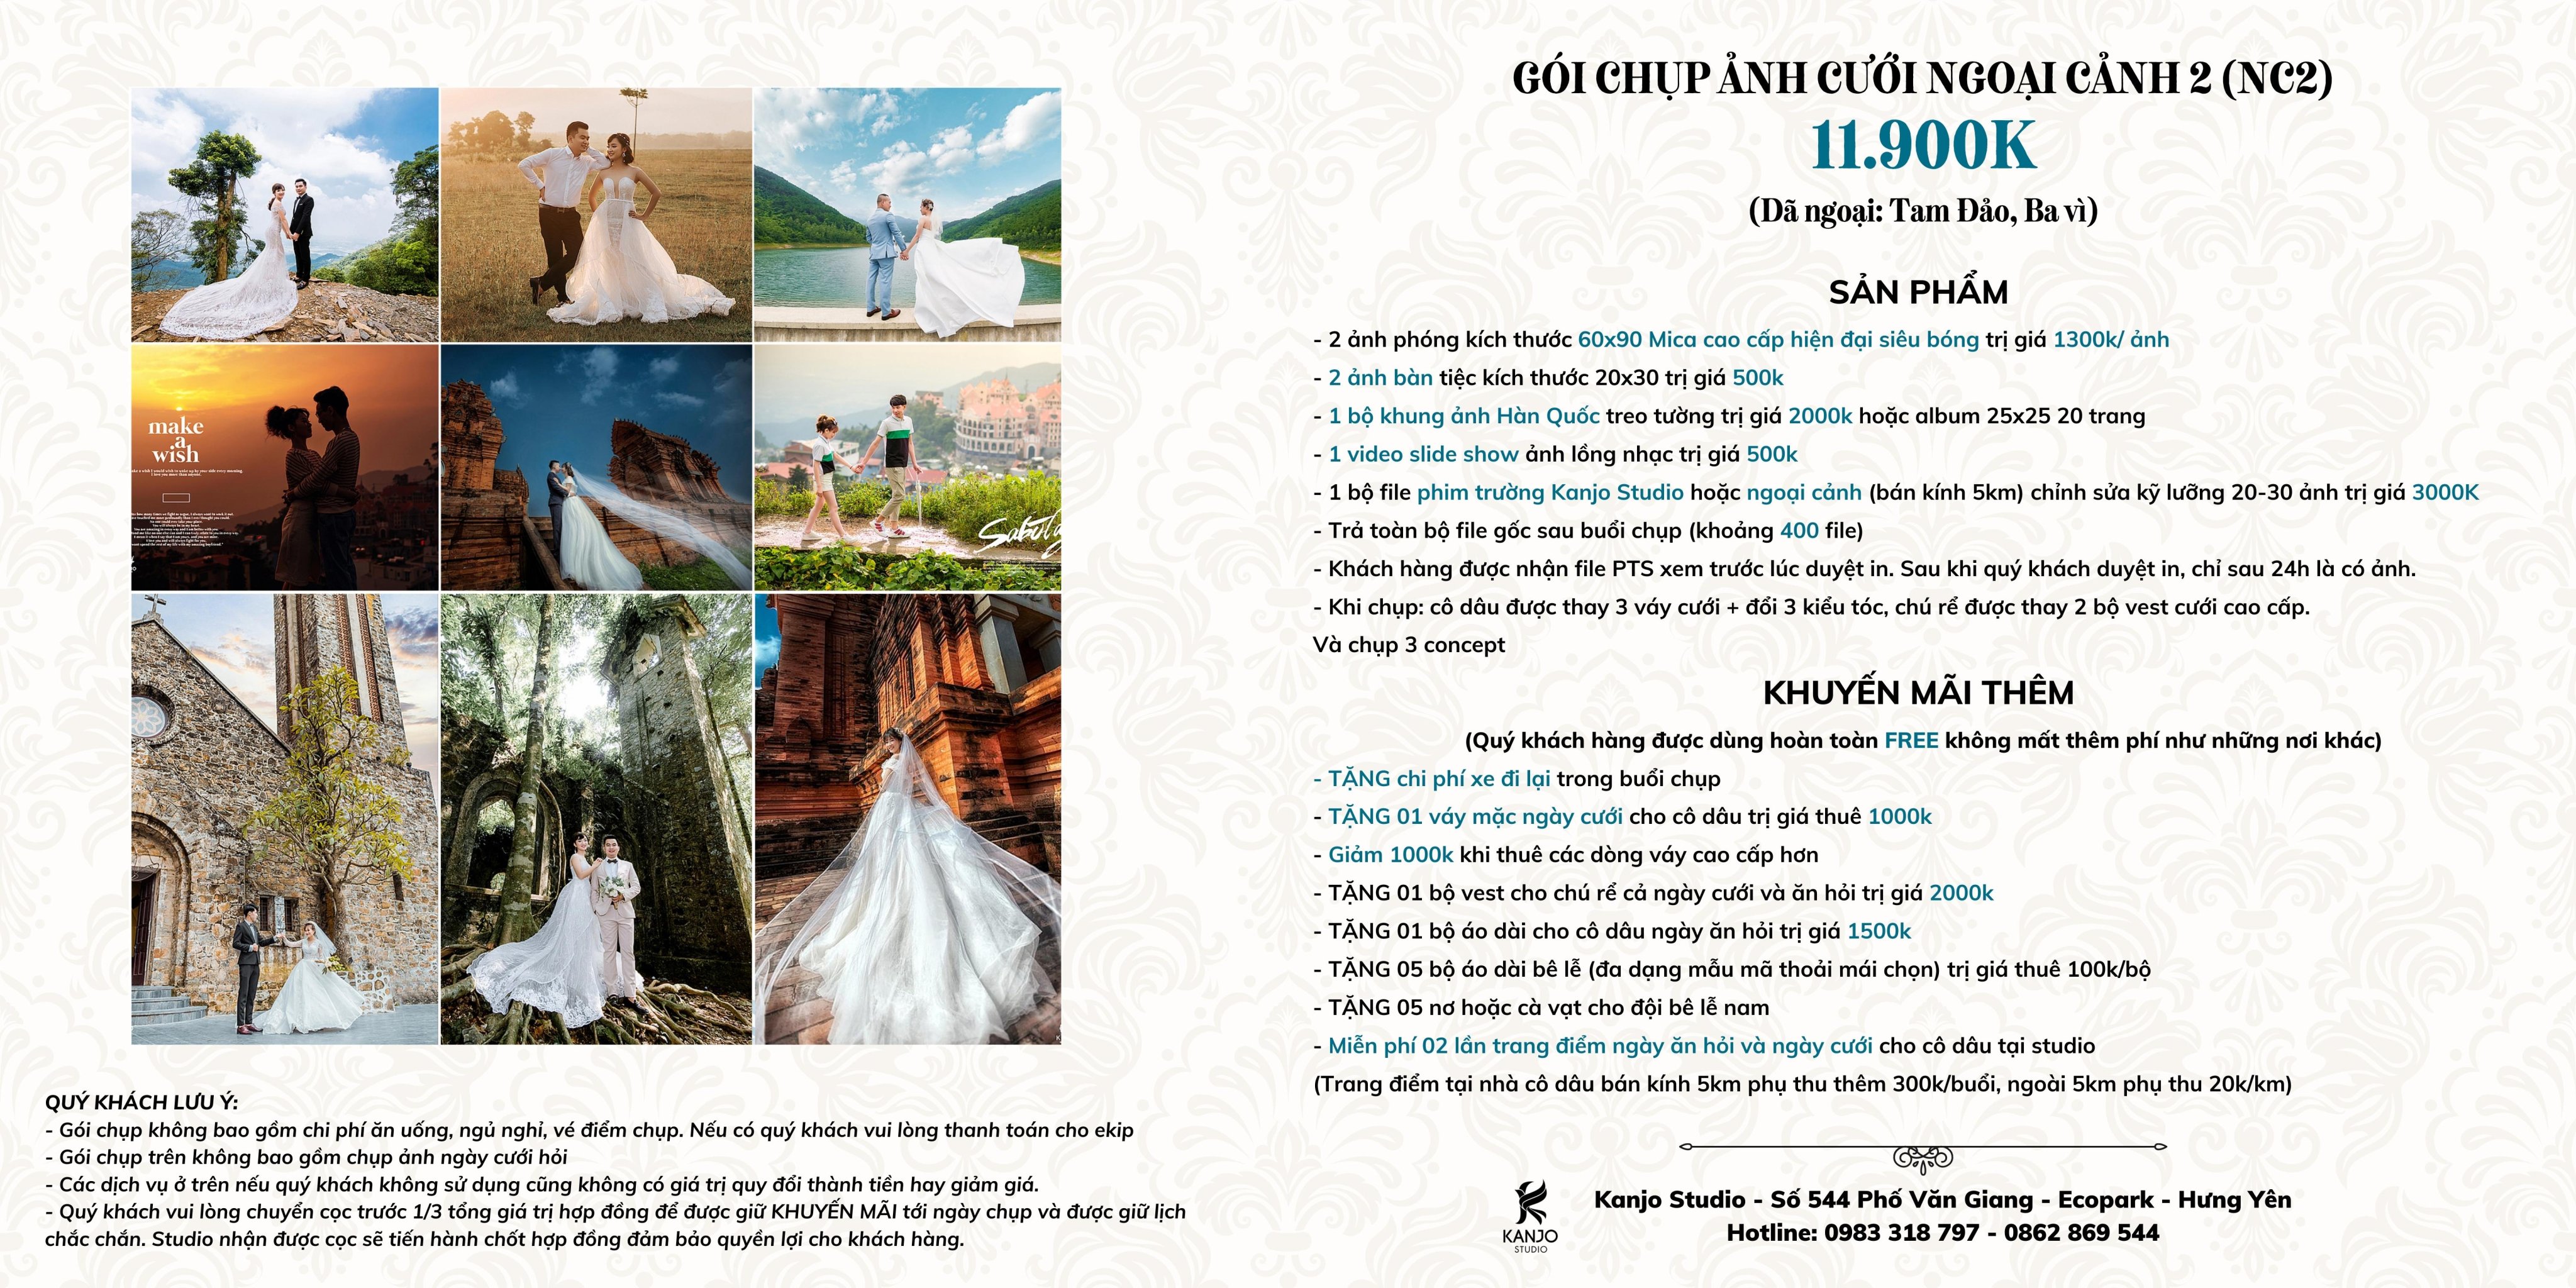 make
a
wish
Saboly
QUÝ KHÁCH LƯU Ý:
- Gói chụp không bao gồm chi phí ăn uống, ngủ nghỉ, vé điểm chụp. Nếu có quý khách vui lòng thanh toán cho ekip
- Gói chụp trên không bao gồm chụp ảnh ngày cưới hỏi
- Các dịch vụ ở trên nếu quý khách không sử dụng cũng không có giá trị quy đổi thành tiền hay giảm giá.
- Quý khách vui lòng chuyển cọc trước 1/3 tổng giá trị hợp đồng để được giữ KHUYẾN MÃI tới ngày chụp và được giữ lịch
chắc chắn. Studio nhận được cọc sẽ tiến hành chốt hợp đồng đảm bảo quyền lợi cho khách hàng.
GÓI CHỤP ẢNH CƯỚI NGOẠI CẢNH 2 (NC2)
11.900K
(Dã ngoại: Tam Đảo, Ba vì)
SẢN PHẨM
- 2 ảnh phóng kích thước 60x90 Mica cao cấp hiện đại siêu bóng trị giá 1300k/ ảnh
- 2 ảnh bàn tiệc kích thước 20x30 trị giá 500k
- 1 bộ khung ảnh Hàn Quốc treo tường trị giá 2000k hoặc album 25x25 20 trang
- 1 video slide show ảnh lồng nhạc trị giá 500k
- 1 bộ file phim trường Kanjo Studio hoặc ngoại cảnh (bán kính 5km) chỉnh sửa kỹ lưỡng 20-30 ảnh trị giá 3000K
- Trả toàn bộ file gốc sau buổi chụp (khoảng 400 file)
- Khách hàng được nhận file PTS xem trước lúc duyệt in. Sau khi quý khách duyệt in, chỉ sau 24h là có ảnh.
- Khi chụp: cô dâu được thay 3 váy cưới + đổi 3 kiểu tóc, chú rể được thay 2 bộ vest cưới cao cấp.
Và chụp 3 concept
KHUYẾN MÃI THÊM
(Quý khách hàng được dùng hoàn toàn FREE không mất thêm phí như những nơi khác)
- TẶNG chi phí xe đi lại trong buổi chụp
- TẶNG 01 váy mặc ngày cưới cho cô dâu trị giá thuê 1000k
- Giảm 1000k khi thuê các dòng váy cao cấp hơn
- TẶNG 01 bộ vest cho chú rể cả ngày cưới và ăn hỏi trị giá 2000k
- TẶNG 01 bộ áo dài cho cô dâu ngày ăn hỏi trị giá 1500k
- TẶNG 05 bộ áo dài bê lễ (đa dạng mẫu mã thoải mái chọn) trị giá thuê 100k/bộ
- TẶNG 05 nơ hoặc cà vạt cho đội bê lễ nam
- Miễn phí 02 lần trang điểm ngày ăn hỏi và ngày cưới cho cô dâu tại studio
(Trang điểm tại nhà cô dâu bán kính 5km phụ thu thêm 300k/buổi, ngoài 5km phụ thu 20k/km)
KANJO
STUDIO
Kanjo Studio - Số 544 Phố Văn Giang - Ecopark - Hưng Yên
Hotline: 0983 318 797 - 0862 869 544